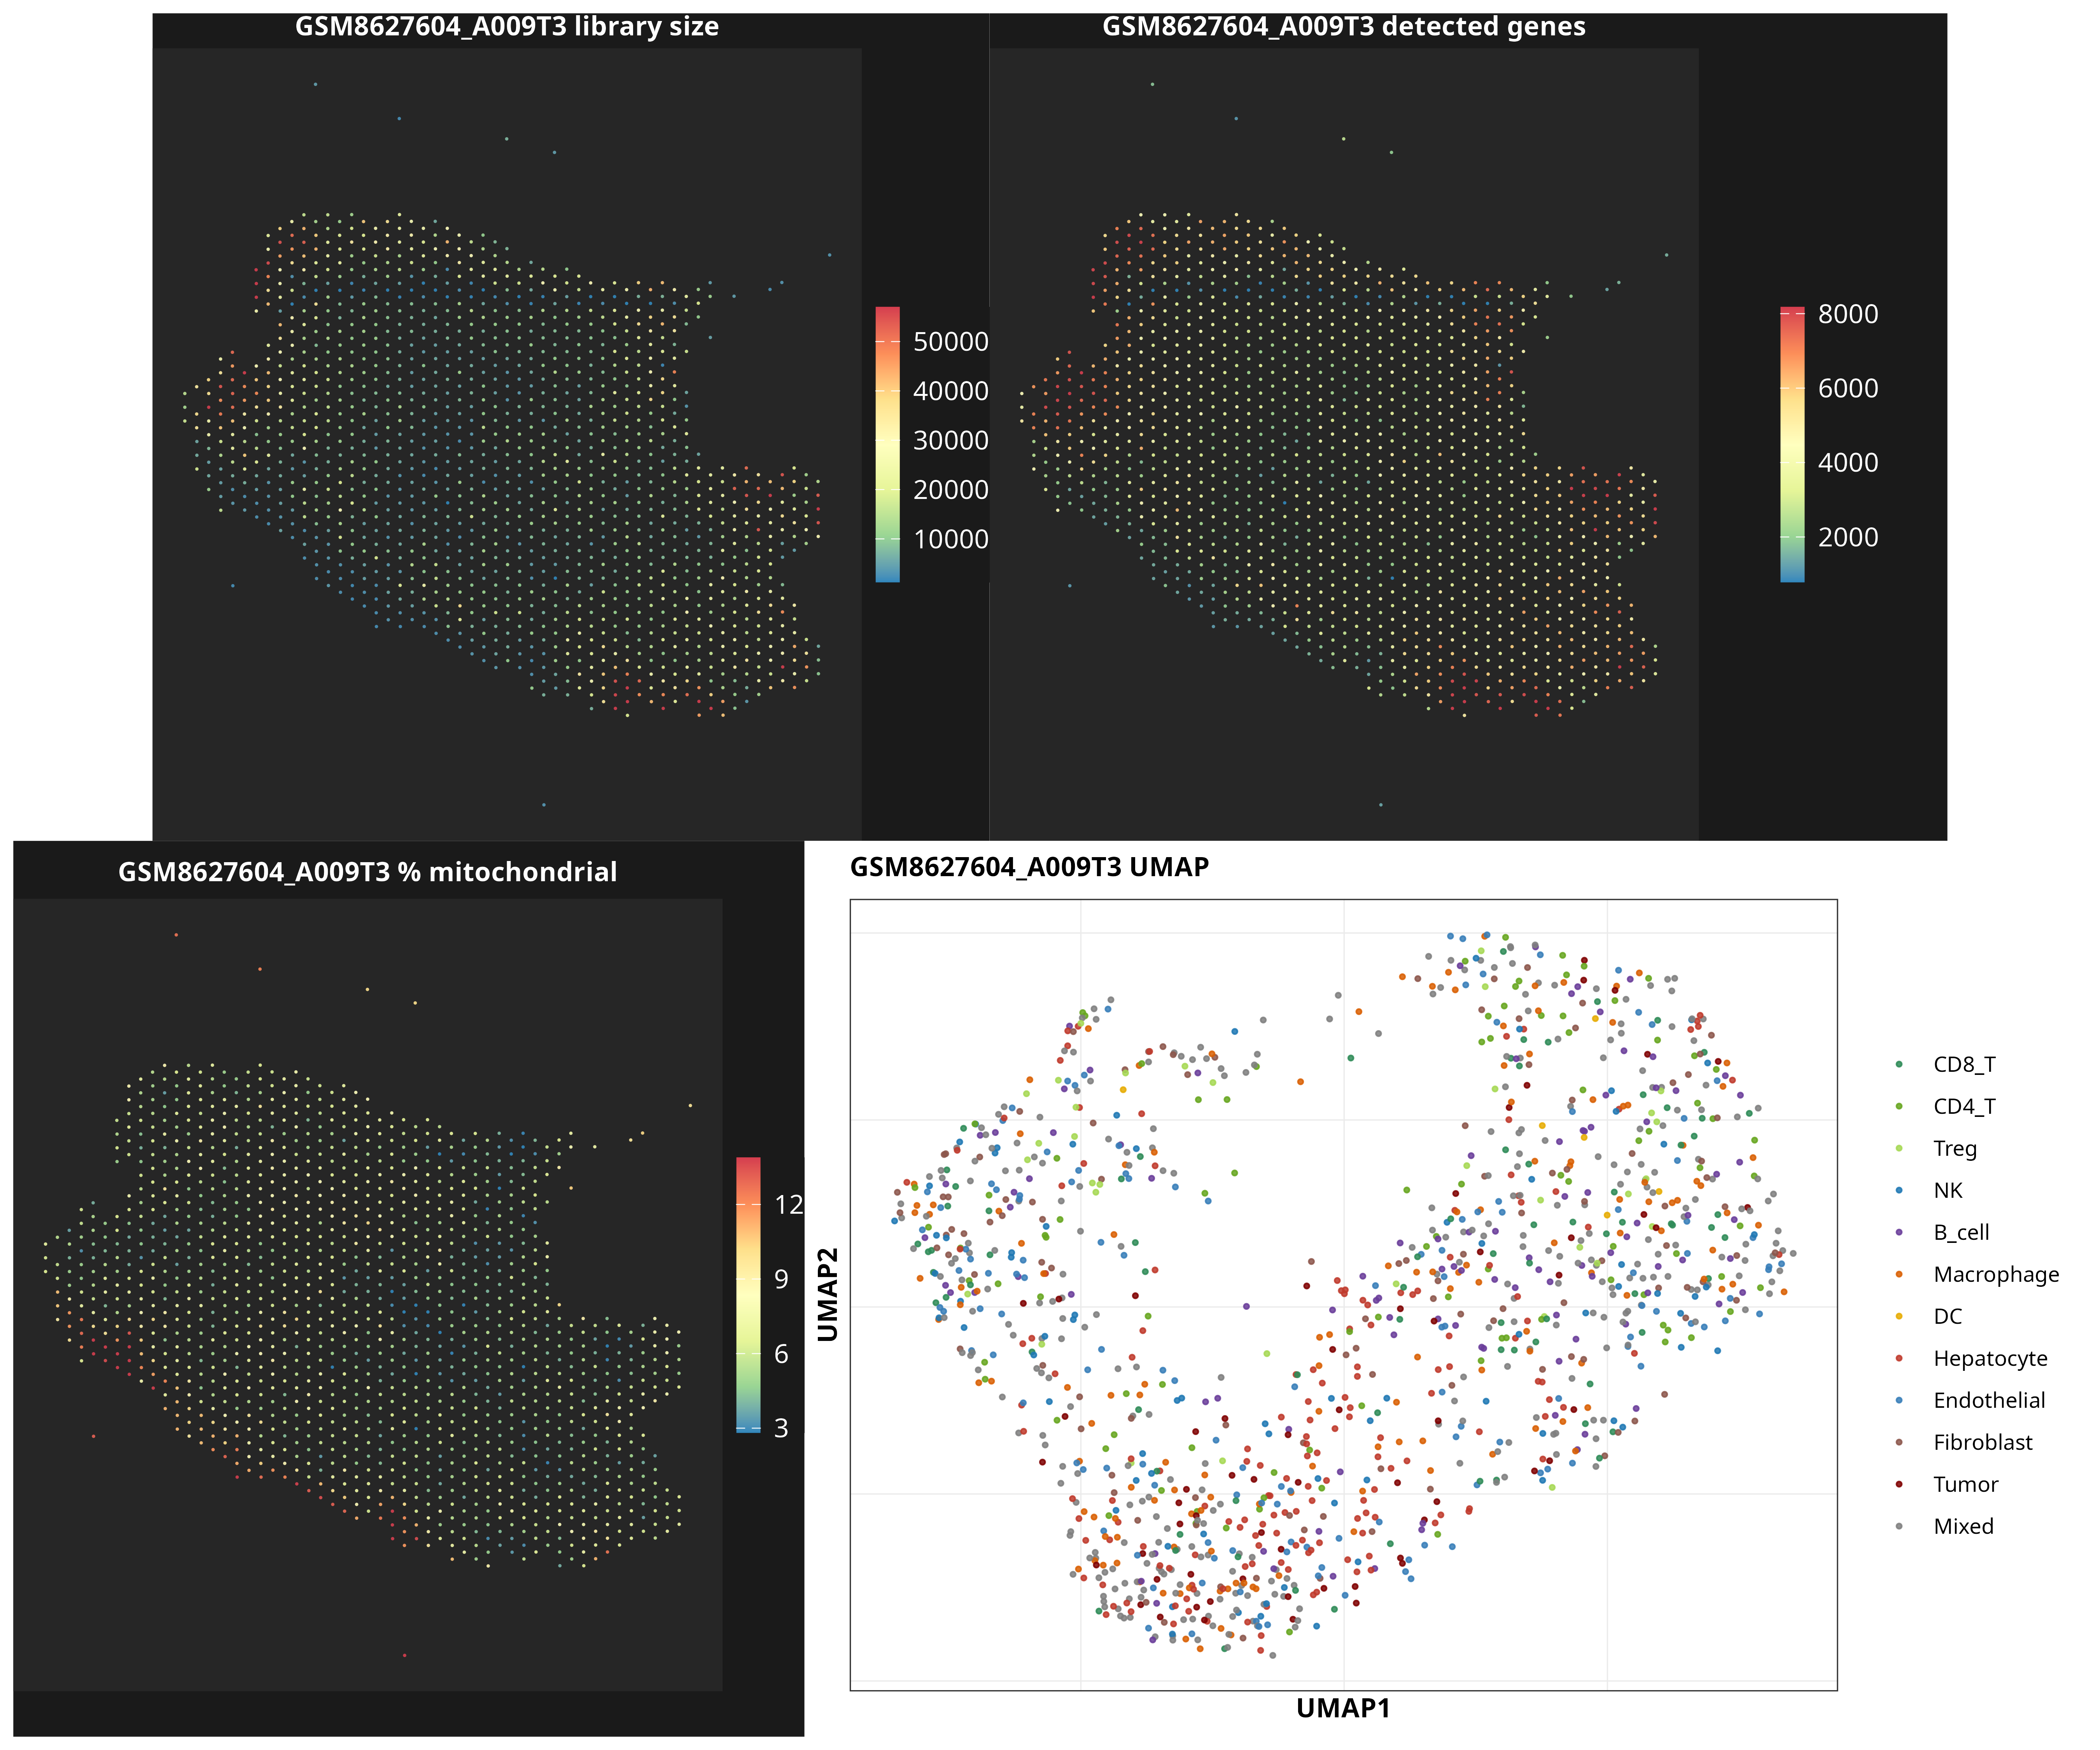 GSM8627604_A009T3 library size
50000
40000
30000
20000
10000
GSM8627604_A009T3 detected genes
8000
6000
4000
2000
GSM8627604_A009T3 % mitochondrial
12
9
6
3
GSM8627604_A009T3 UMAP
UMAP2
UMAP1
CD8_T
CD4_T
Treg
NK
B_cell
Macrophage
DC
Hepatocyte
Endothelial
Fibroblast
Tumor
Mixed